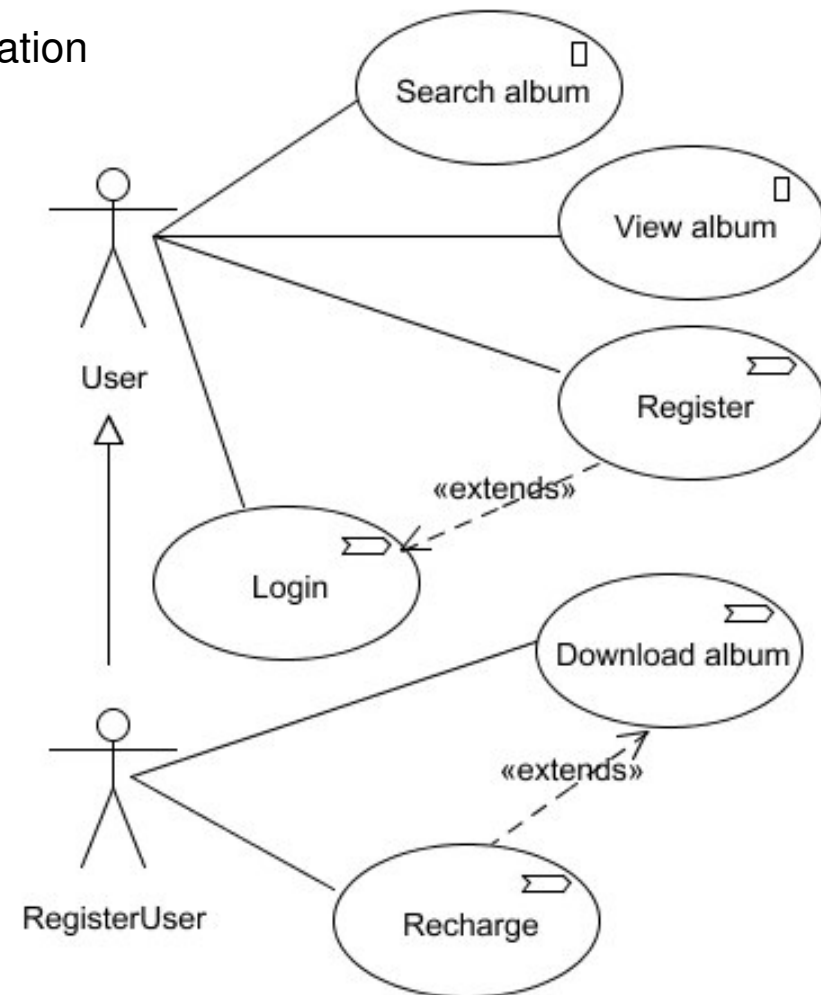 ation
Search album
View album
User
Register
«extends»
Login
Download album
«extends»
RegisterUser
Recharge